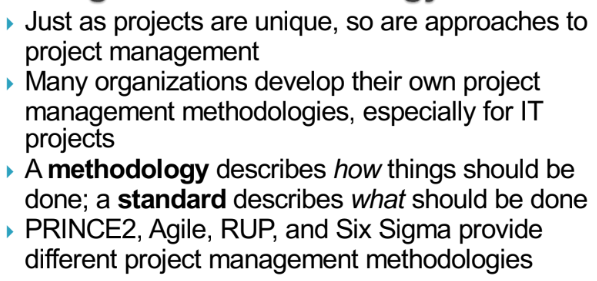 Just as projects are unique, so are approaches to
project management
Many organizations develop their own project
management methodologies, especially for IT
projects
A methodology describes how things should be
done; a standard describes what should be done
PRINCE2, Agile, RUP, and Six Sigma provide
different project management methodologies